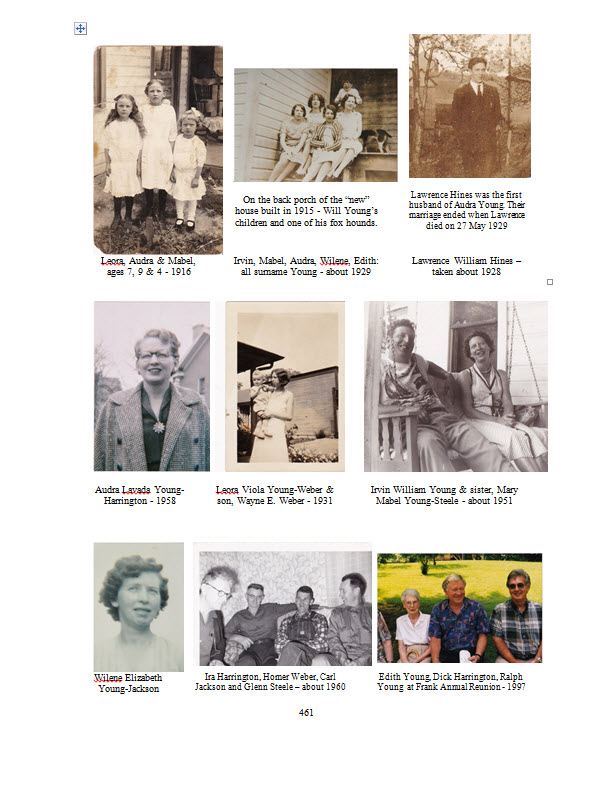 On the back porch of the “new”
house built in 1915 - Will Young’s
children and one of his fox hounds.
Lawrence Hines was the first
husband of Audra Young. Their
marriage ended when Lawrence
died on 27 May 1929
Leora, Audra & Mabel,
ages 7, 9 & 4 - 1916
Irvin, Mabel, Audra, Wilene, Edith:
all surname Young - about 1929
Lawrence William Hines –
taken about 1928
Audra Lavada Young-
Harrington - 1958
Leora Viola Young-Weber &
son, Wayne E. Weber - 1931
Irvin William Young & sister, Mary
Mabel Young-Steele - about 1951
Wilene Elizabeth
Young-Jackson
Ira Harrington, Homer Weber, Carl
Jackson and Glenn Steele – about 1960
Edith Young, Dick Harrington, Ralph
Young at Frank Annual Reunion - 1997
461